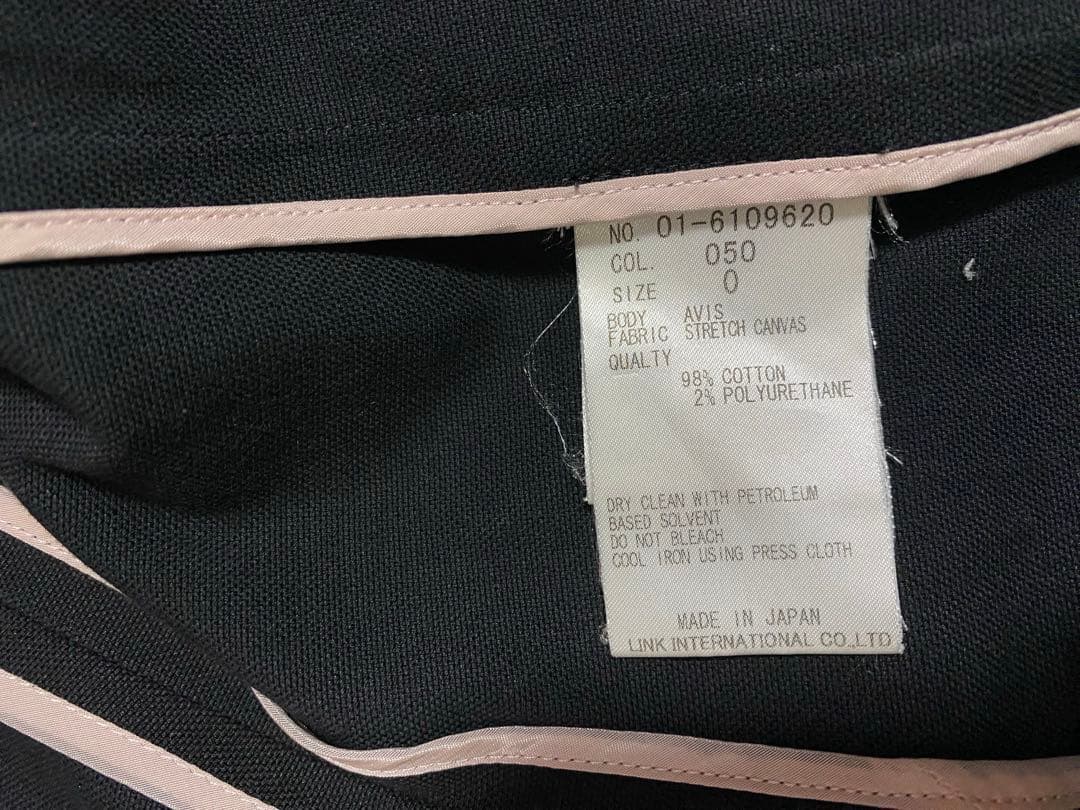 NO. 01-6109620
COL. 050
SIZE 0
BODY AVIS
FABRIC STRETCH CANVAS
QUALTY
98% COTTON
2% POLYURETHANE
DRY CLEAN WITH PETROLEUM
BASED SOLVENT
DO NOT BLEACH
COOL IRON USING PRESS CLOTH
MADE IN JAPAN
LINK INTERNATIONAL CO.,LTD